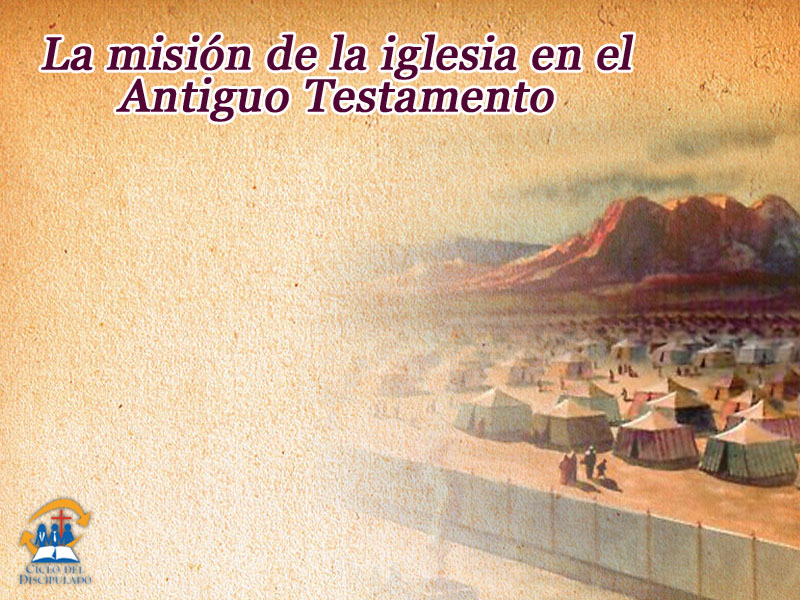 La misión de la iglesia en el
Antiguo Testamento
CICLO DEL
DISCIPULADO